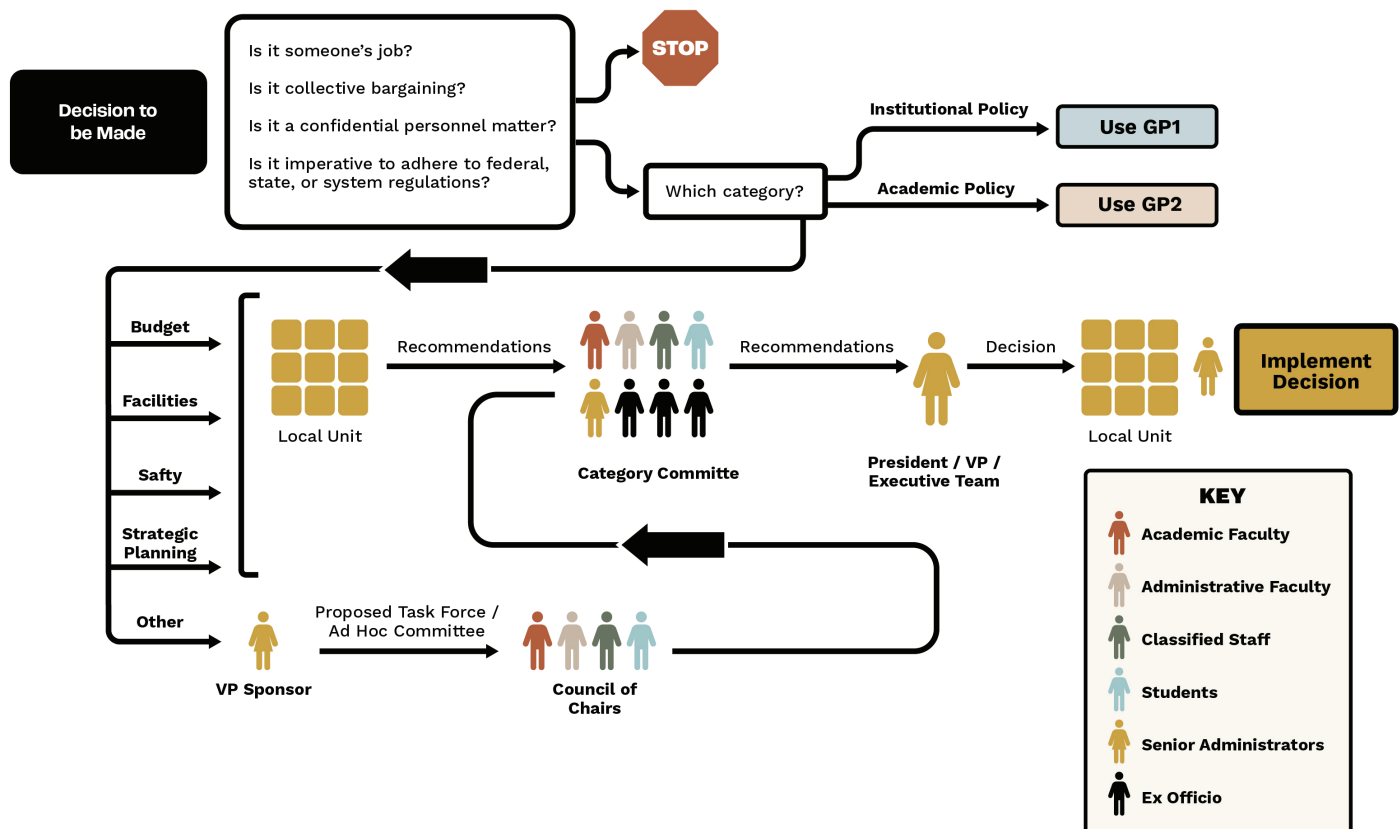 Decision to
be Made
Is it someone's job?
Is it collective bargaining?
Is it a confidential personnel matter?
Is it imperative to adhere to federal,
state, or system regulations?
STOP
Which category?
Institutional Policy
Use GP1
Academic Policy
Use GP2
Budget
Facilities
Safty
Strategic
Planning
Other
Local Unit
Recommendations
Category Committe
Recommendations
President / VP /
Executive Team
Decision
Local Unit
Implement
Decision
VP Sponsor
Proposed Task Force /
Ad Hoc Committee
Council of
Chairs
KEY
Academic Faculty
Administrative Faculty
Classified Staff
Students
Senior Administrators
Ex Officio